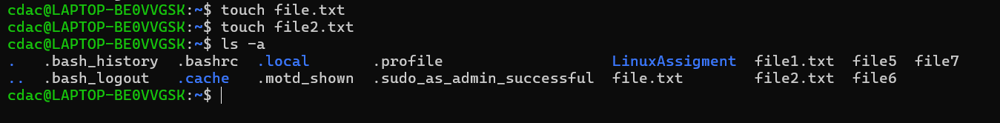 cdac@LAPTOP-BE0VVGSK:~$ touch file.txt
cdac@LAPTOP-BE0VVGSK:~$ touch file2.txt
cdac@LAPTOP-BE0VVGSK:~$ ls -a
.   .bash_history  .bashrc  .local       .profile                   LinuxAssigment  file1.txt  file5  file7
..  .bash_logout   .cache   .motd_shown  .sudo_as_admin_successful  file.txt        file2.txt  file6
cdac@LAPTOP-BE0VVGSK:~$